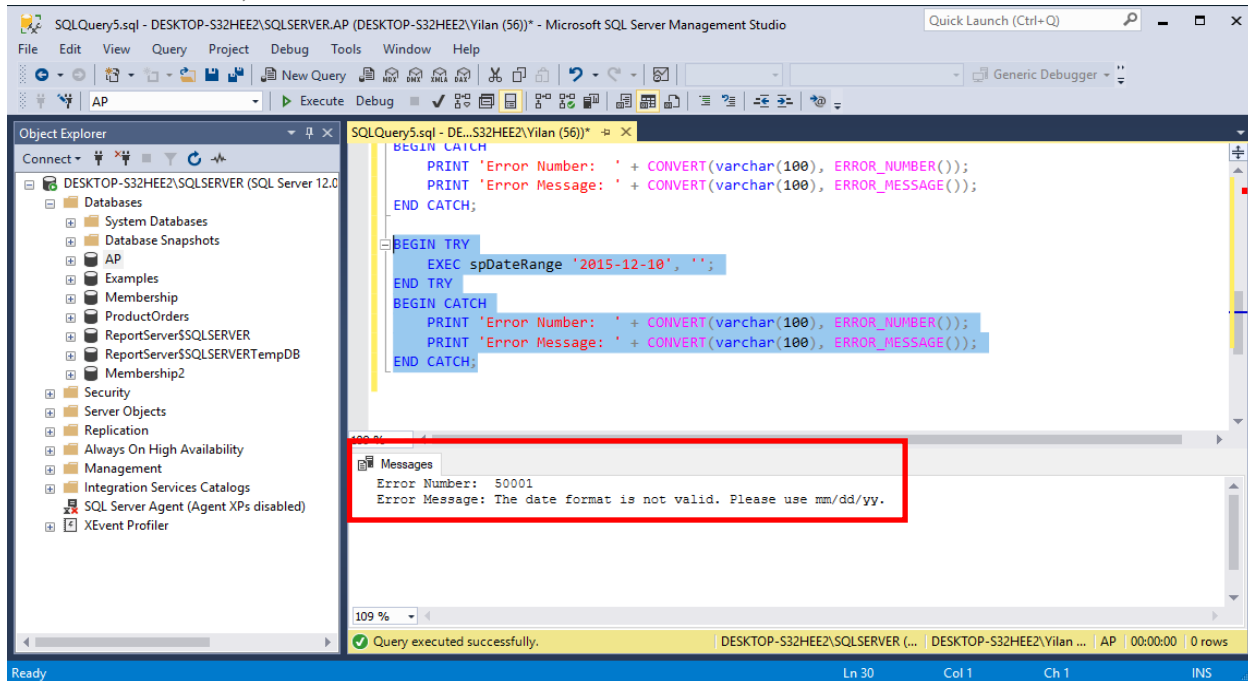 SQLQuery5.sql - DESKTOP-S32HEE2\SQLSERVER.AP (DESKTOP-S32HEE2\Yilan (56))* - Microsoft SQL Server Management Studio
Quick Launch (Ctrl+Q)
File Edit View Query Project Debug Tools Window Help
New Query MDX DMX XMLA DAX Generic Debugger
AP Execute Debug
Object Explorer
Connect
DESKTOP-S32HEE2\SQLSERVER (SQL Server 12.0
Databases
System Databases
Database Snapshots
AP
Examples
Membership
ProductOrders
ReportServer$SQLSERVER
ReportServer$SQLSERVERTempDB
Membership2
Security
Server Objects
Replication
Always On High Availability
Management
Integration Services Catalogs
SQL Server Agent (Agent XPs disabled)
XEvent Profiler
SQLQuery5.sql - DE...S32HEE2\Yilan (56))*
BEGIN CATCH
PRINT 'Error Number:  ' + CONVERT(varchar(100), ERROR_NUMBER());
PRINT 'Error Message: ' + CONVERT(varchar(100), ERROR_MESSAGE());
END CATCH;
BEGIN TRY
EXEC spDateRange '2015-12-10', '';
END TRY
BEGIN CATCH
PRINT 'Error Number:  ' + CONVERT(varchar(100), ERROR_NUMBER());
PRINT 'Error Message: ' + CONVERT(varchar(100), ERROR_MESSAGE());
END CATCH;
109 %
Messages
Error Number:  50001
Error Message: The date format is not valid. Please use mm/dd/yy.
109 %
Query executed successfully.
DESKTOP-S32HEE2\SQLSERVER (... DESKTOP-S32HEE2\Yilan ... AP 00:00:00 0 rows
Ready Ln 30 Col 1 Ch 1 INS